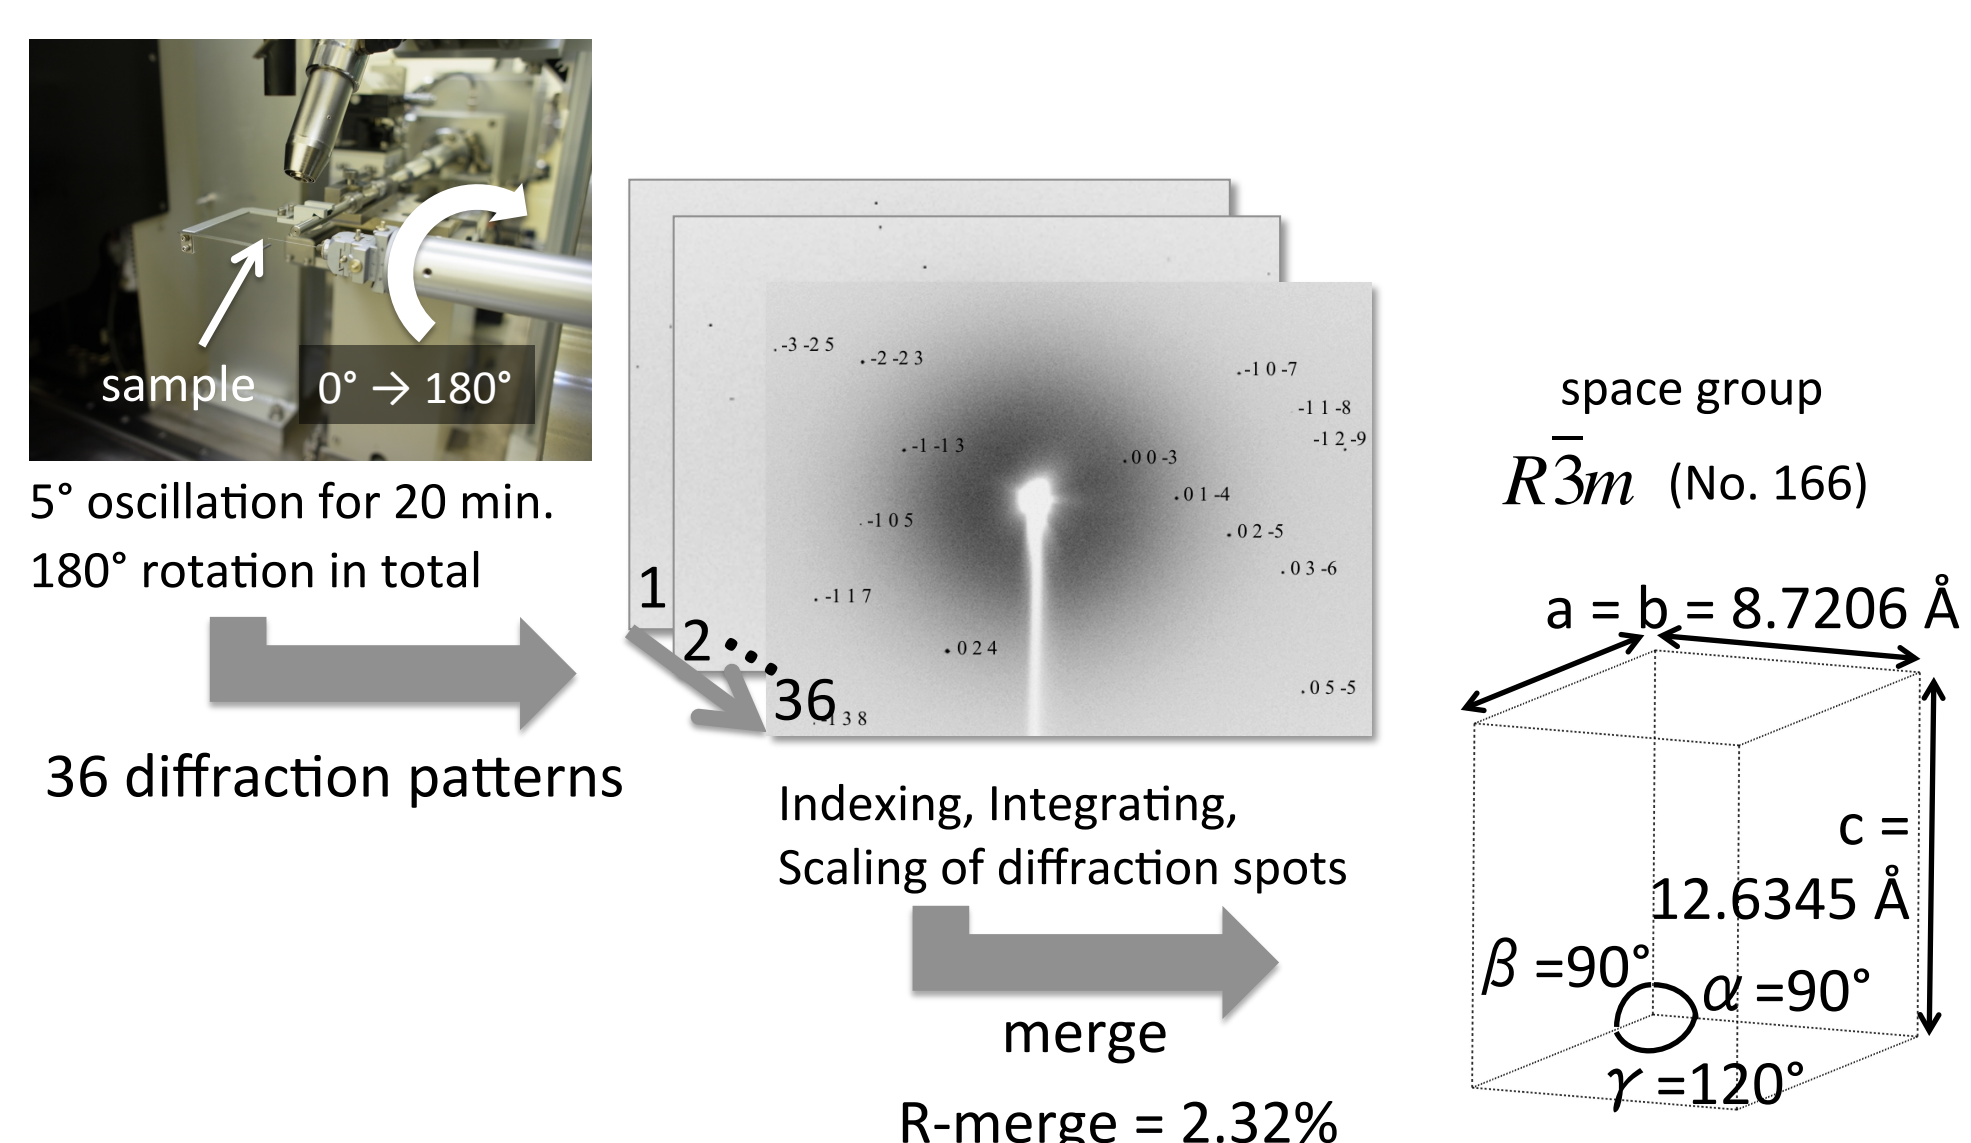 sample
0° → 180°
5° oscillation for 20 min.
180° rotation in total
36 diffraction patterns
1
2
36
-3 -2 5
-2 -2 3
-1 0 -7
-1 1 -8
-1 2 -9
-1 -1 3
0 0 -3
0 1 -4
-1 0 5
0 2 -5
0 3 -6
-1 1 7
0 2 4
0 5 -5
-1 3 8
Indexing, Integrating,
Scaling of diffraction spots
merge
R-merge = 2.32%
space group
R3̅m (No. 166)
a = b = 8.7206 Å
c =
12.6345 Å
β =90°
α =90°
γ =120°